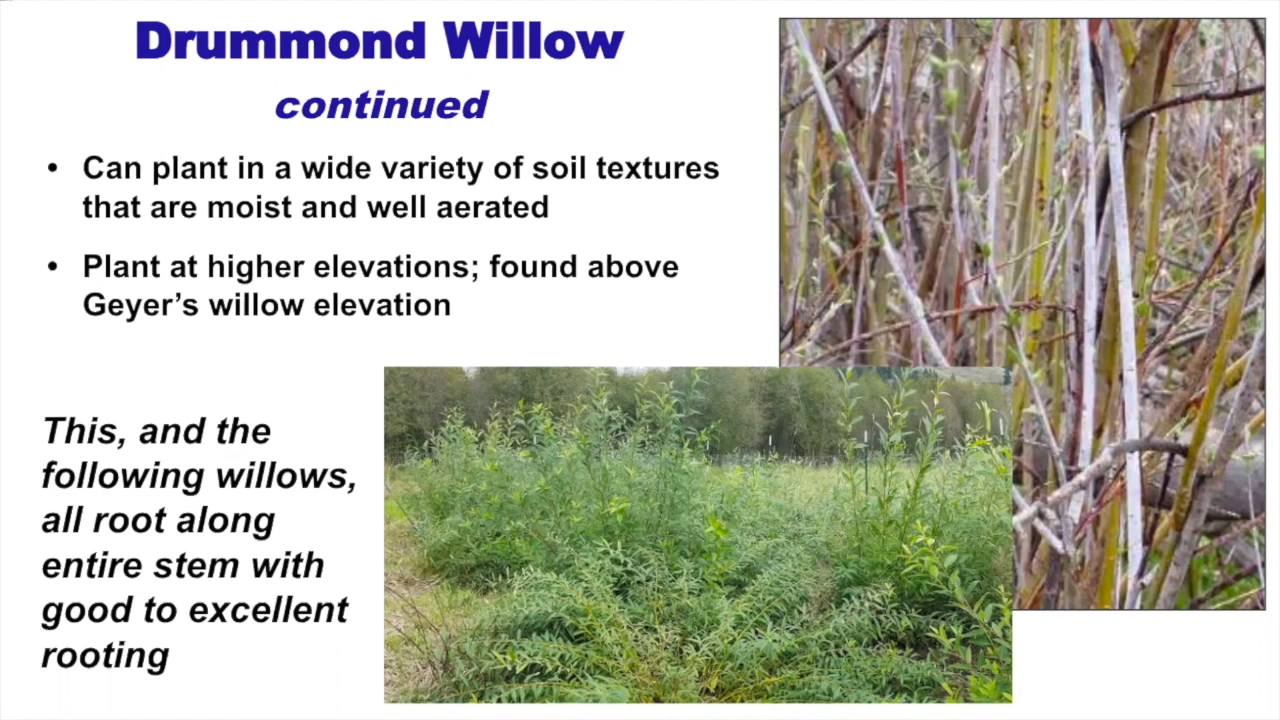 Drummond Willow
continued
• Can plant in a wide variety of soil textures
that are moist and well aerated
• Plant at higher elevations; found above
Geyer’s willow elevation
This, and the
following willows,
all root along
entire stem with
good to excellent
rooting